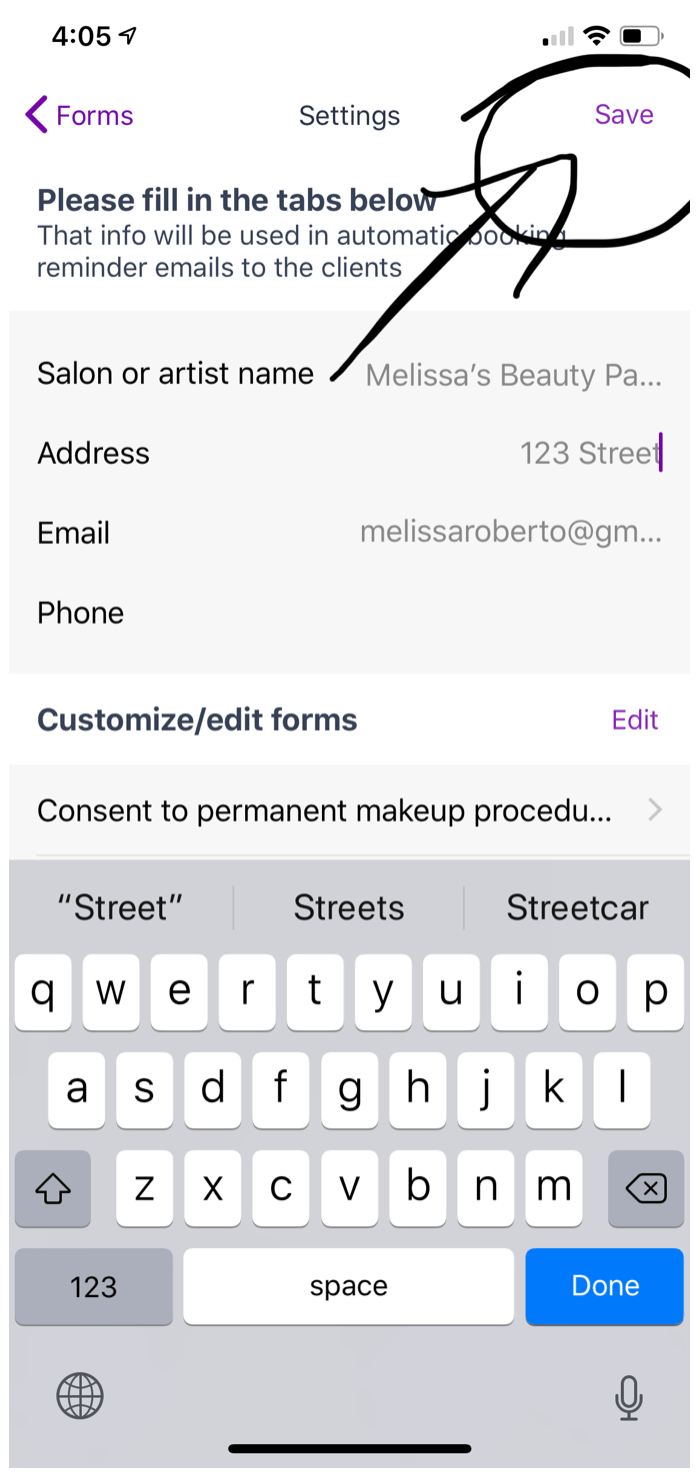 4:05
Forms
Settings
Save
Please fill in the tabs below
That info will be used in automatic booking
reminder emails to the clients
Salon or artist name
Melissa’s Beauty Pa...
Address
123 Street
Email
melissaroberto@gm...
Phone
Customize/edit forms
Edit
Consent to permanent makeup procedu...
“Street”
Streets
Streetcar
q w e r t y u i o p
a s d f g h j k l
z x c v b n m
123
space
Done